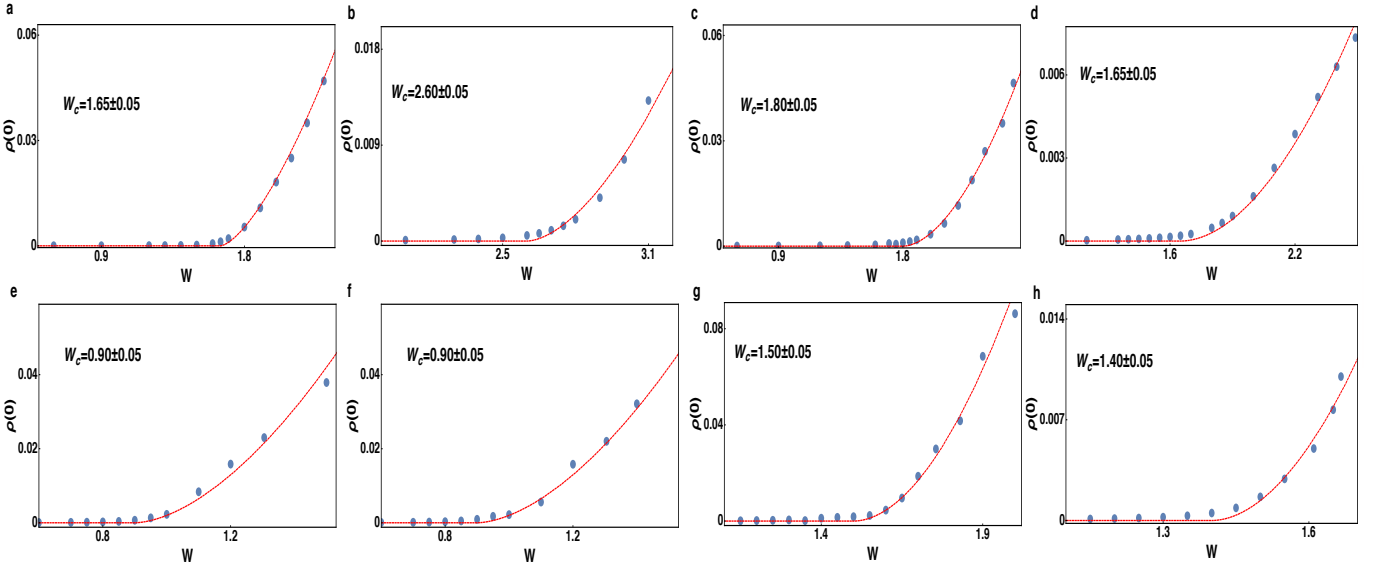 a
0.06
0.03
0
ρ(0)
W_c=1.65±0.05
0.9
1.8
W
b
0.018
0.009
0
ρ(0)
W_c=2.60±0.05
2.5
3.1
W
c
0.06
0.03
0
ρ(0)
W_c=1.80±0.05
0.9
1.8
W
d
0.006
0.003
0
ρ(0)
W_c=1.65±0.05
1.6
2.2
W
e
0.04
0.02
0
ρ(0)
W_c=0.90±0.05
0.8
1.2
W
f
0.04
0.02
0
ρ(0)
W_c=0.90±0.05
0.8
1.2
W
g
0.08
0.04
0
ρ(0)
W_c=1.50±0.05
1.4
1.9
W
h
0.014
0.007
0
ρ(0)
W_c=1.40±0.05
1.3
1.6
W